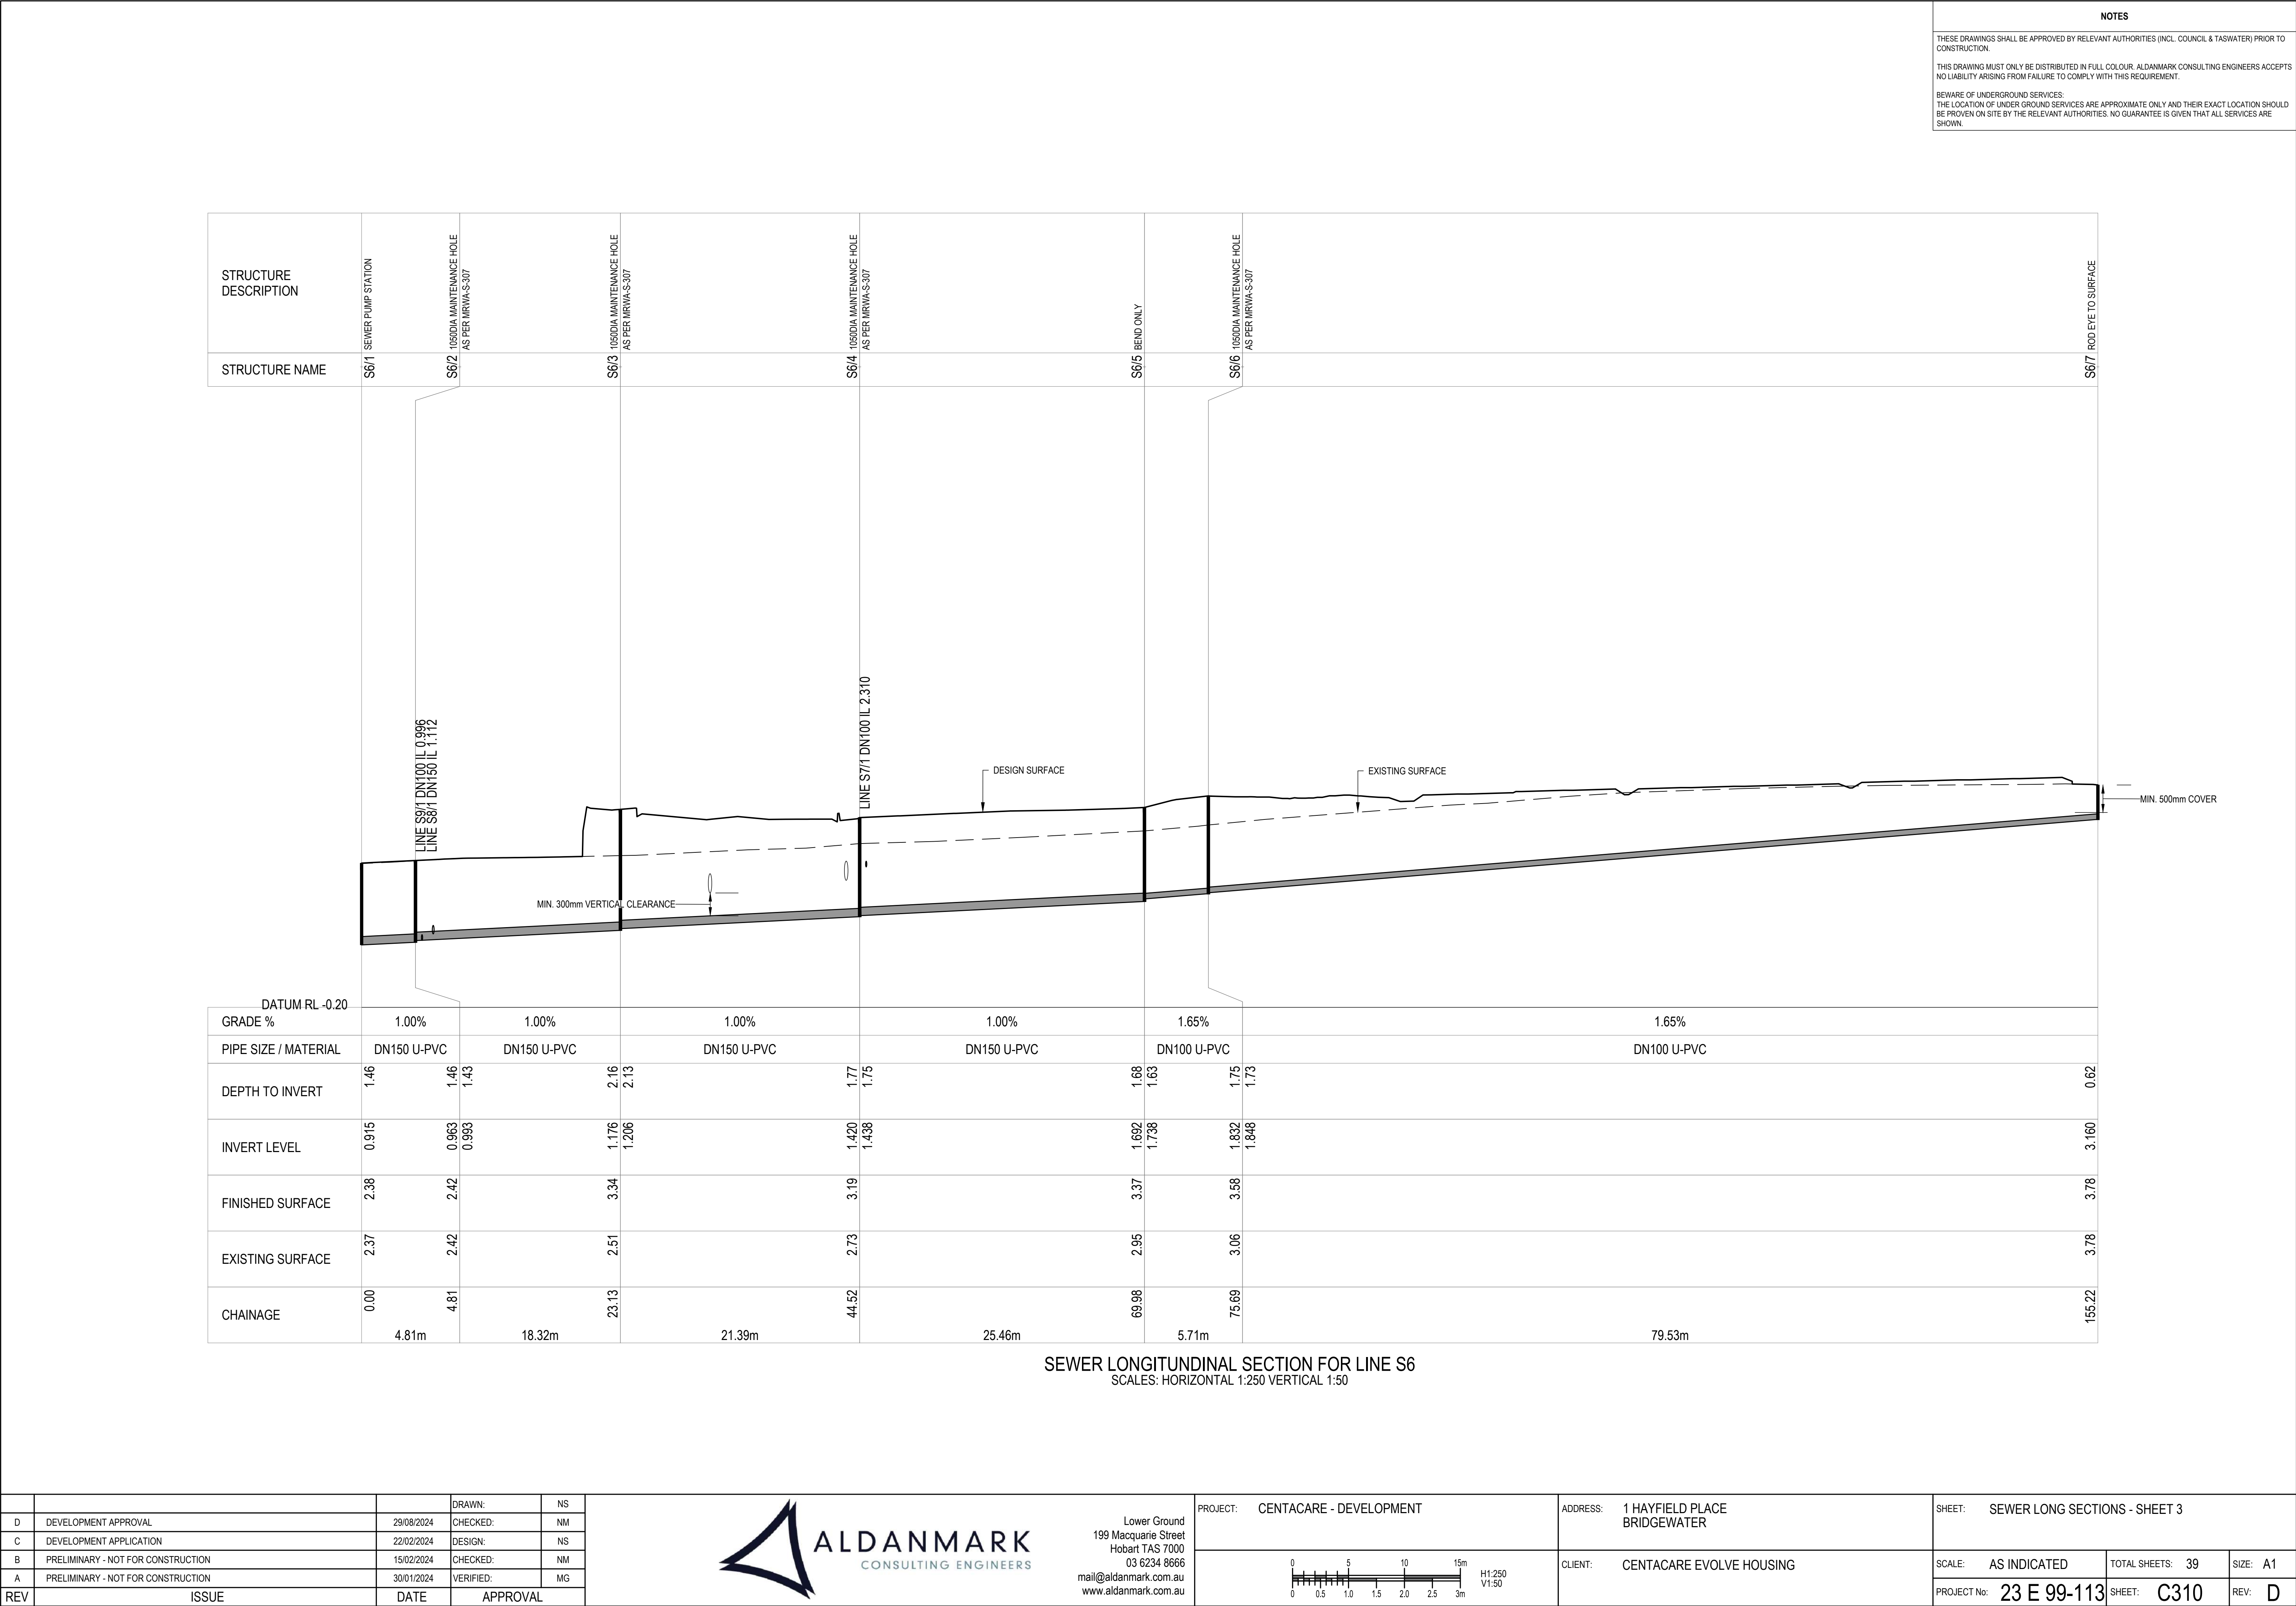 NOTES
THESE DRAWINGS SHALL BE APPROVED BY RELEVANT AUTHORITIES (INCL. COUNCIL & TASWATER) PRIOR TO
CONSTRUCTION.
THIS DRAWING MUST ONLY BE DISTRIBUTED IN FULL COLOUR. ALDANMARK CONSULTING ENGINEERS ACCEPTS
NO LIABILITY ARISING FROM FAILURE TO COMPLY WITH THIS REQUIREMENT.
BEWARE OF UNDERGROUND SERVICES:
THE LOCATION OF UNDER GROUND SERVICES ARE APPROXIMATE ONLY AND THEIR EXACT LOCATION SHOULD
BE PROVEN ON SITE BY THE RELEVANT AUTHORITIES. NO GUARANTEE IS GIVEN THAT ALL SERVICES ARE
SHOWN.
STRUCTURE
DESCRIPTION
SEWER PUMP STATION
1050DIA MAINTENANCE HOLE
AS PER MRWA-S-307
1050DIA MAINTENANCE HOLE
AS PER MRWA-S-307
1050DIA MAINTENANCE HOLE
AS PER MRWA-S-307
BEND ONLY
1050DIA MAINTENANCE HOLE
AS PER MRWA-S-307
ROD EYE TO SURFACE
STRUCTURE NAME
S6/1
S6/2
S6/3
S6/4
S6/5
S6/6
S6/7
LINE S9/1 DN100 IL 0.996
LINE S8/1 DN150 IL 1.112
LINE S7/1 DN100 IL 2.310
DESIGN SURFACE
EXISTING SURFACE
MIN. 500mm COVER
MIN. 300mm VERTICAL CLEARANCE
DATUM RL -0.20
GRADE % 1.00% 1.00% 1.00% 1.00% 1.65% 1.65%
PIPE SIZE / MATERIAL DN150 U-PVC DN150 U-PVC DN150 U-PVC DN150 U-PVC DN100 U-PVC DN100 U-PVC
DEPTH TO INVERT 1.46 1.46 1.43 2.16 2.13 1.77 1.75 1.68 1.63 1.75 1.73 0.62
INVERT LEVEL 0.915 0.963 0.993 1.176 1.206 1.420 1.438 1.692 1.738 1.832 1.848 3.160
FINISHED SURFACE 2.38 2.42 3.34 3.19 3.37 3.58 3.78
EXISTING SURFACE 2.37 2.42 2.51 2.73 2.95 3.06 3.78
CHAINAGE 0.00 4.81 23.13 44.52 69.98 75.69 155.22
4.81m 18.32m 21.39m 25.46m 5.71m 79.53m
SEWER LONGITUNDINAL SECTION FOR LINE S6
SCALES: HORIZONTAL 1:250 VERTICAL 1:50
DRAWN: NS
D DEVELOPMENT APPROVAL 29/08/2024 CHECKED: NM
C DEVELOPMENT APPLICATION 22/02/2024 DESIGN: NS
B PRELIMINARY - NOT FOR CONSTRUCTION 15/02/2024 CHECKED: NM
A PRELIMINARY - NOT FOR CONSTRUCTION 30/01/2024 VERIFIED: MG
REV ISSUE DATE APPROVAL
ALDANMARK
CONSULTING ENGINEERS
Lower Ground
199 Macquarie Street
Hobart TAS 7000
03 6234 8666
mail@aldanmark.com.au
www.aldanmark.com.au
PROJECT: CENTACARE - DEVELOPMENT
0 5 10 15m
0 0.5 1.0 1.5 2.0 2.5 3m
H1:250
V1:50
ADDRESS: 1 HAYFIELD PLACE
BRIDGEWATER
CLIENT: CENTACARE EVOLVE HOUSING
SHEET: SEWER LONG SECTIONS - SHEET 3
SCALE: AS INDICATED TOTAL SHEETS: 39 SIZE: A1
PROJECT No: 23 E 99-113 SHEET: C310 REV: D